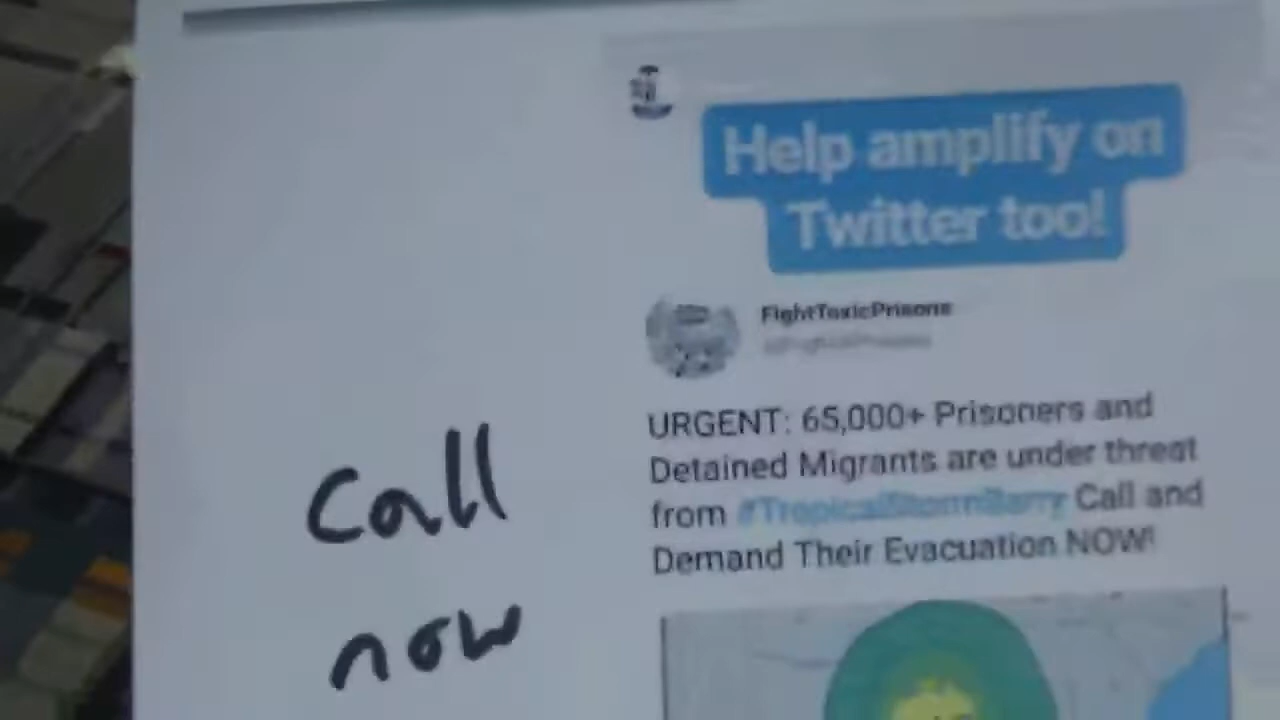 Help amplify on
Twitter too!
FightToxicPrisons
URGENT: 65,000+ Prisoners and
Detained Migrants are under threat
from #TropicalStormBarry Call and
Demand Their Evacuation NOW!
Call
now